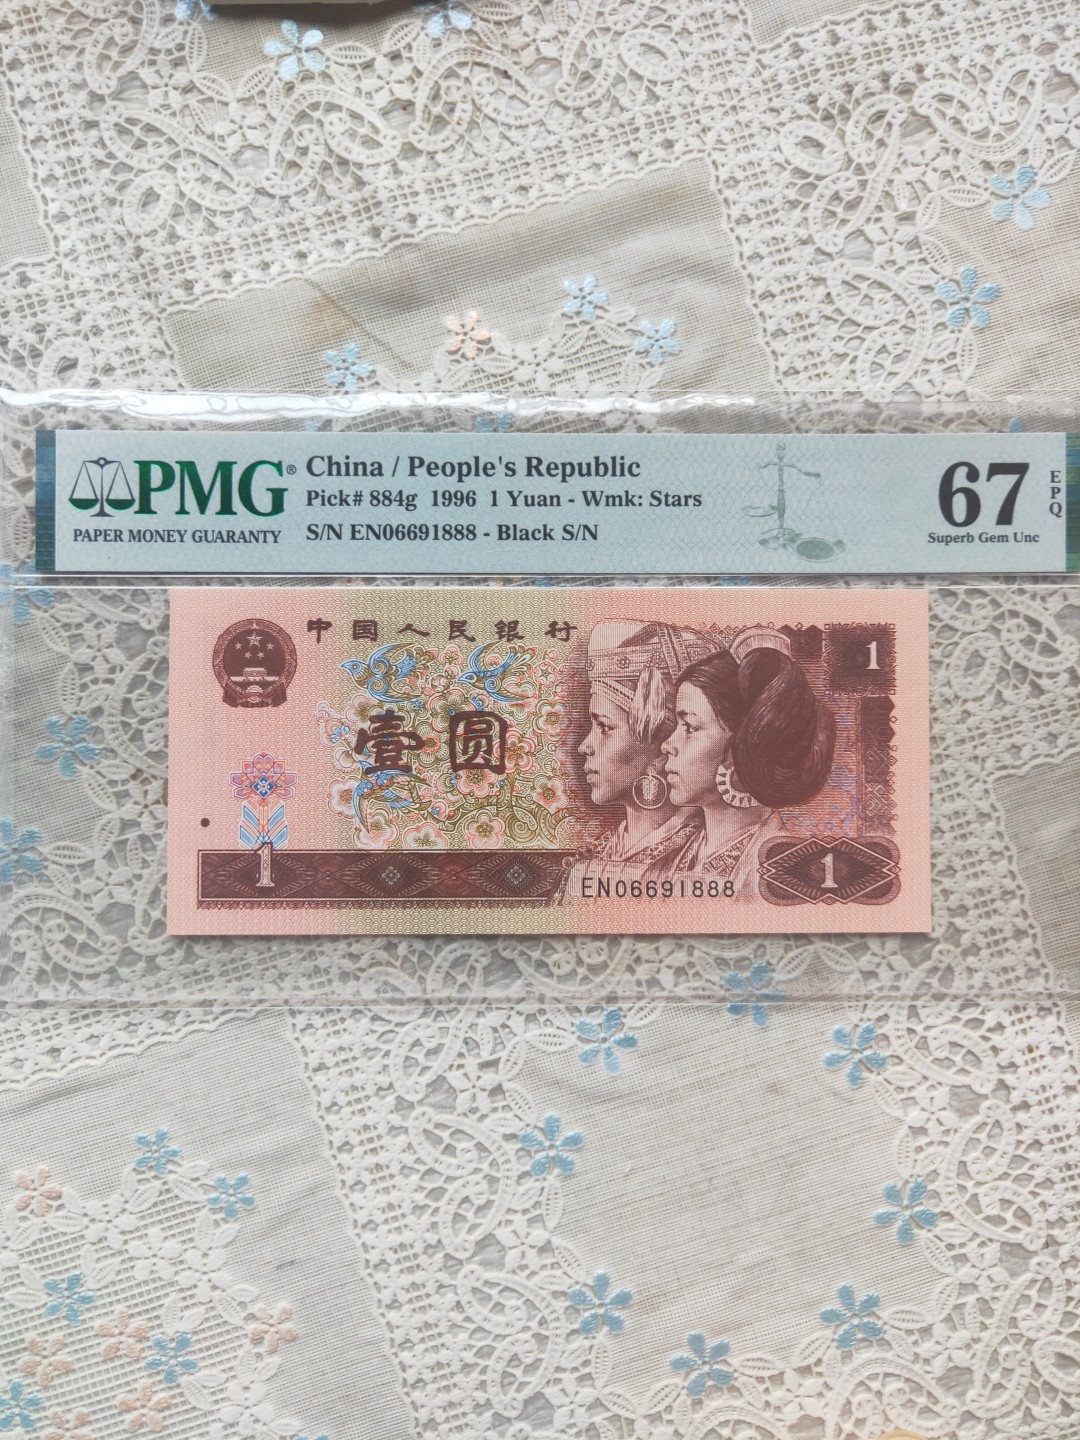 PMG®
PAPER MONEY GUARANTY
China / People's Republic
Pick# 884g 1996 1 Yuan - Wmk: Stars
S/N EN06691888 - Black S/N
67
EPQ
Superb Gem Unc
中国人民银行
1
壹圆
1
EN06691888
1